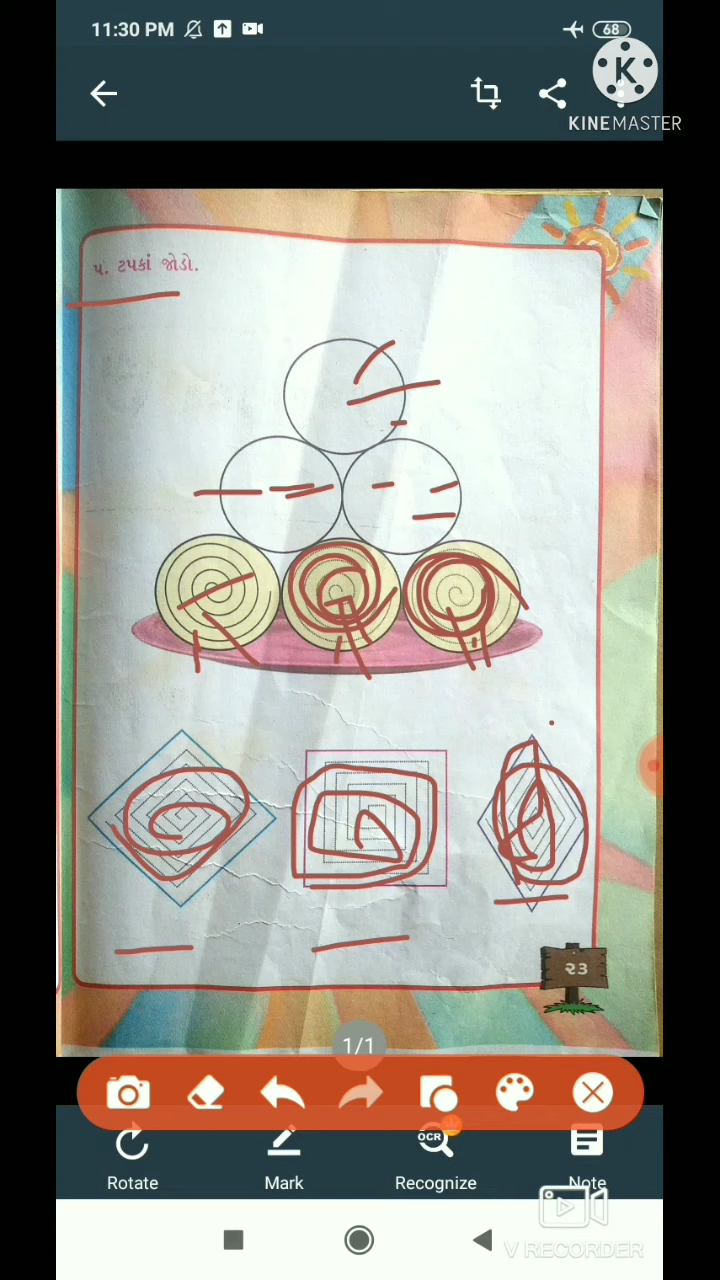 11:30 PM
68
K
KINEMASTER
૫. ટપકાં જોડો.
૨૩
1/1
OCR
Rotate
Mark
Recognize
Note
V RECORDER